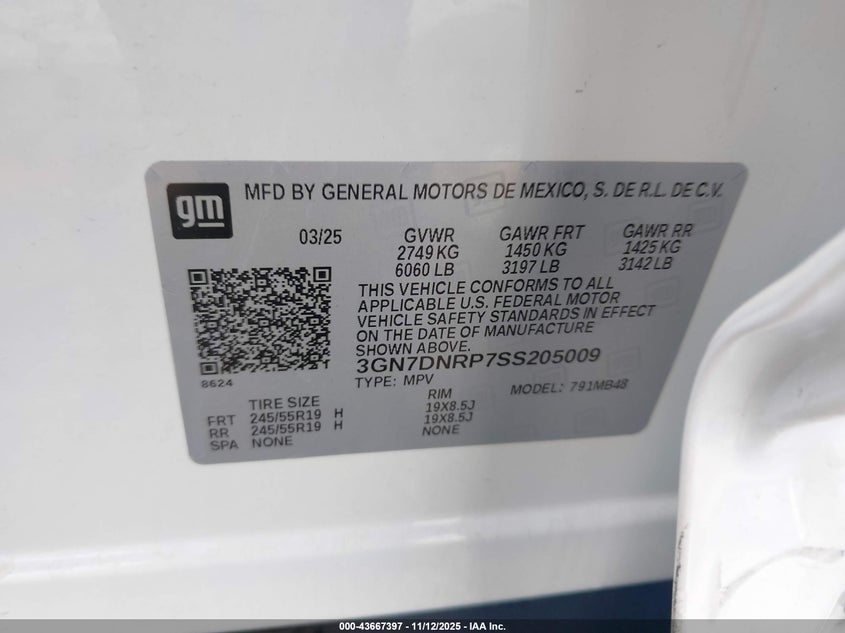 gm
MFD BY GENERAL MOTORS DE MEXICO, S. DE R.L. DE C.V.
03/25 GVWR GAWR FRT GAWR RR
2749 KG 1450 KG 1425 KG
6060 LB 3197 LB 3142 LB
THIS VEHICLE CONFORMS TO ALL
APPLICABLE U.S. FEDERAL MOTOR
VEHICLE SAFETY STANDARDS IN EFFECT
ON THE DATE OF MANUFACTURE
SHOWN ABOVE.
3GN7DNRP7SS205009
8624 TYPE: MPV MODEL: 791MB48
TIRE SIZE RIM
FRT 245/55R19 H 19X8.5J
RR 245/55R19 H 19X8.5J
SPA NONE NONE
000-43667397 - 11/12/2025 - IAA Inc.